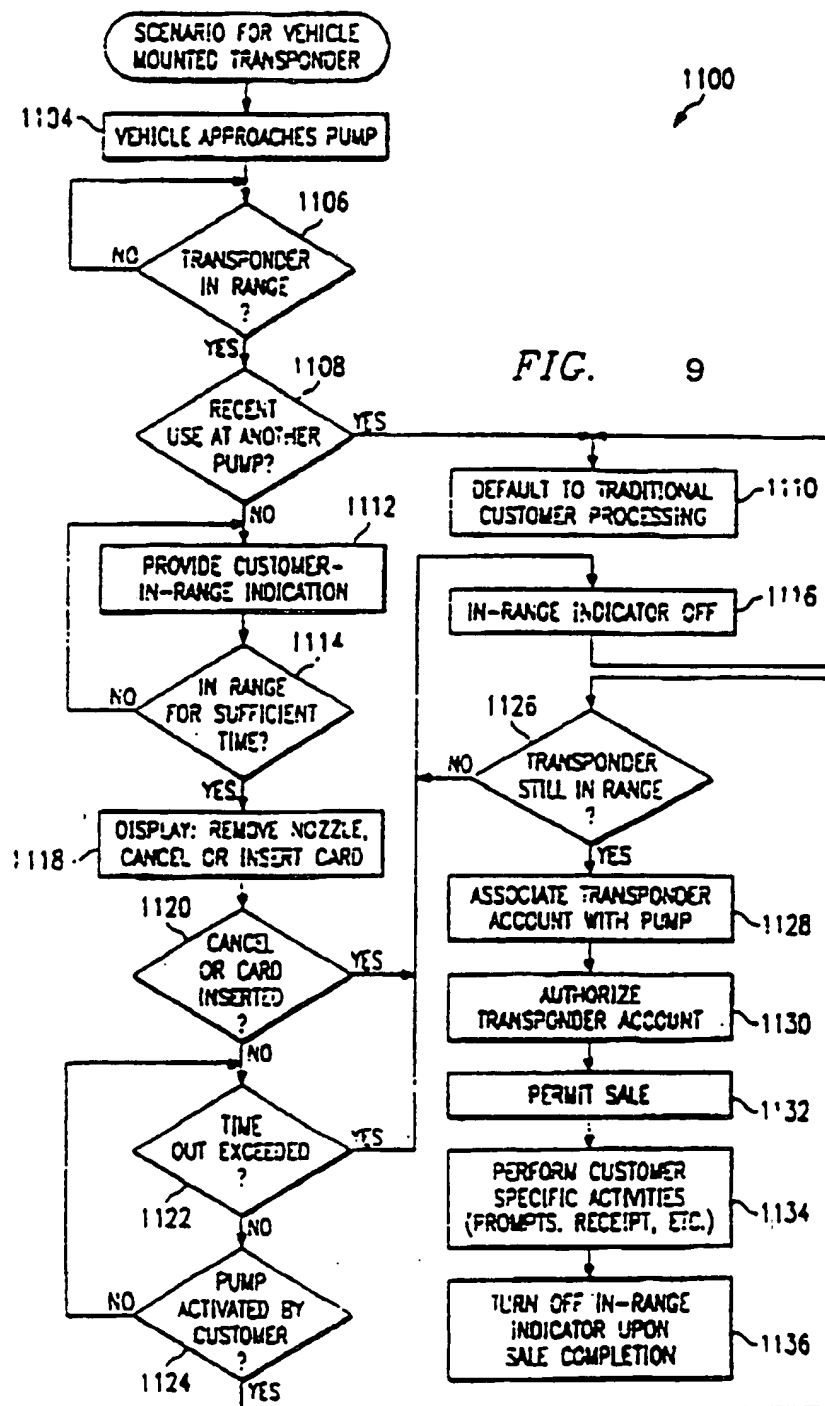 SCENARIO FOR VEHICLE
MOUNTED TRANSPONDER
1100
1104
VEHICLE APPROACHES PUMP
1106
NO
TRANSPONDER
IN RANGE
?
YES
1108
FIG. 9
RECENT
USE AT ANOTHER
PUMP?
YES
NO
DEFAULT TO TRADITIONAL
CUSTOMER PROCESSING
1110
1112
PROVIDE CUSTOMER-
IN-RANGE INDICATION
IN-RANGE INDICATOR OFF
1116
1114
NO
IN RANGE
FOR SUFFICIENT
TIME?
YES
1126
NO
TRANSPONDER
STILL IN RANGE
?
YES
1118
DISPLAY: REMOVE NOZZLE,
CANCEL OR INSERT CARD
1120
CANCEL
OR CARD
INSERTED
?
YES
NO
ASSOCIATE TRANSPONDER
ACCOUNT WITH PUMP
1128
AUTHORIZE
TRANSPONDER ACCOUNT
1130
PERMIT SALE
1132
TIME
OUT EXCEEDED
?
YES
1122
NO
PERFORM CUSTOMER
SPECIFIC ACTIVITIES
(PROMPTS, RECEIPT, ETC.)
1134
NO
PUMP
ACTIVATED BY
CUSTOMER
?
1124
YES
TURN OFF IN-RANGE
INDICATOR UPON
SALE COMPLETION
1136